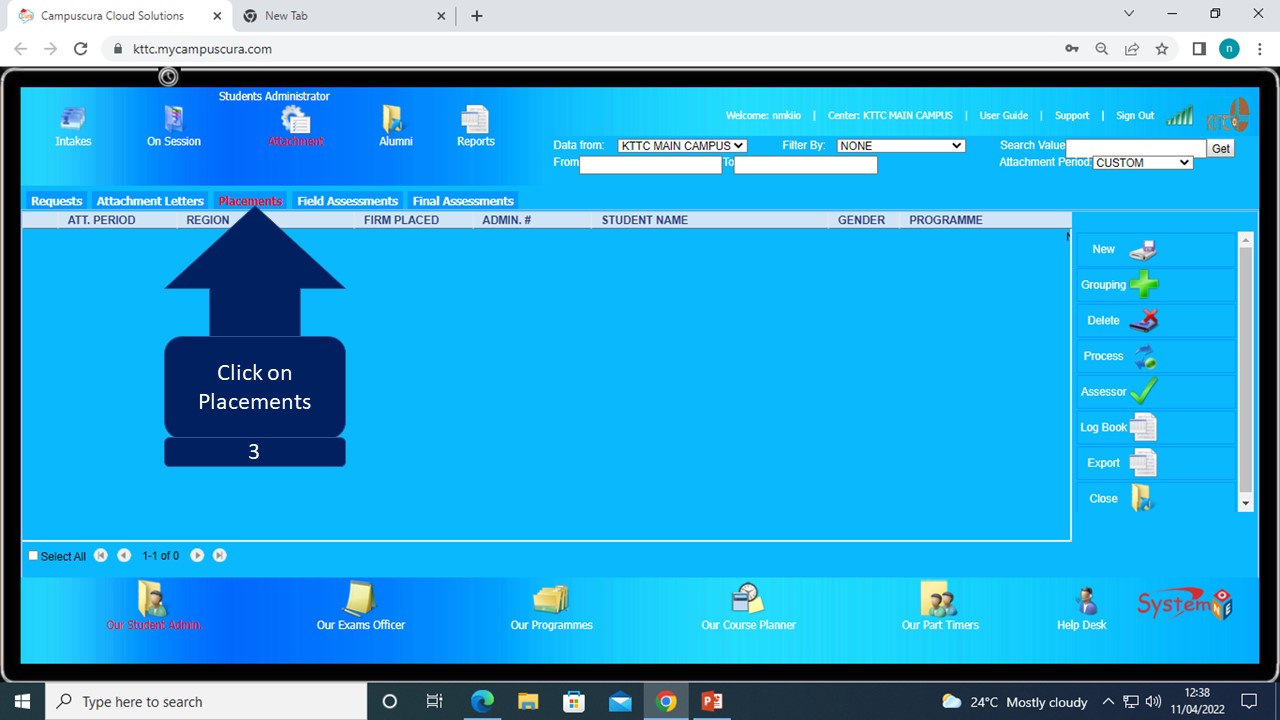 Campuscura Cloud Solutions
New Tab
kttc.mycampuscura.com
n
Students Administrator
Intakes
On Session
Attachment
Alumni
Reports
Welcome: nmkiio | Center: KTTC MAIN CAMPUS | User Guide | Support | Sign Out
KTTC
Data from: KTTC MAIN CAMPUS Filter By: NONE Search Value Get
From To Attachment Period: CUSTOM
Requests Attachment Letters Placements Field Assessments Final Assessments
ATT. PERIOD REGION FIRM PLACED ADMIN. # STUDENT NAME GENDER PROGRAMME
New
Grouping
Delete
Process
Assessor
Log Book
Export
Close
Click on
Placements
3
Select All 1-1 of 0
Our Student Admin.
Our Exams Officer
Our Programmes
Our Course Planner
Our Part Timers
Help Desk
System
NE
Type here to search
24°C Mostly cloudy
12:38
11/04/2022